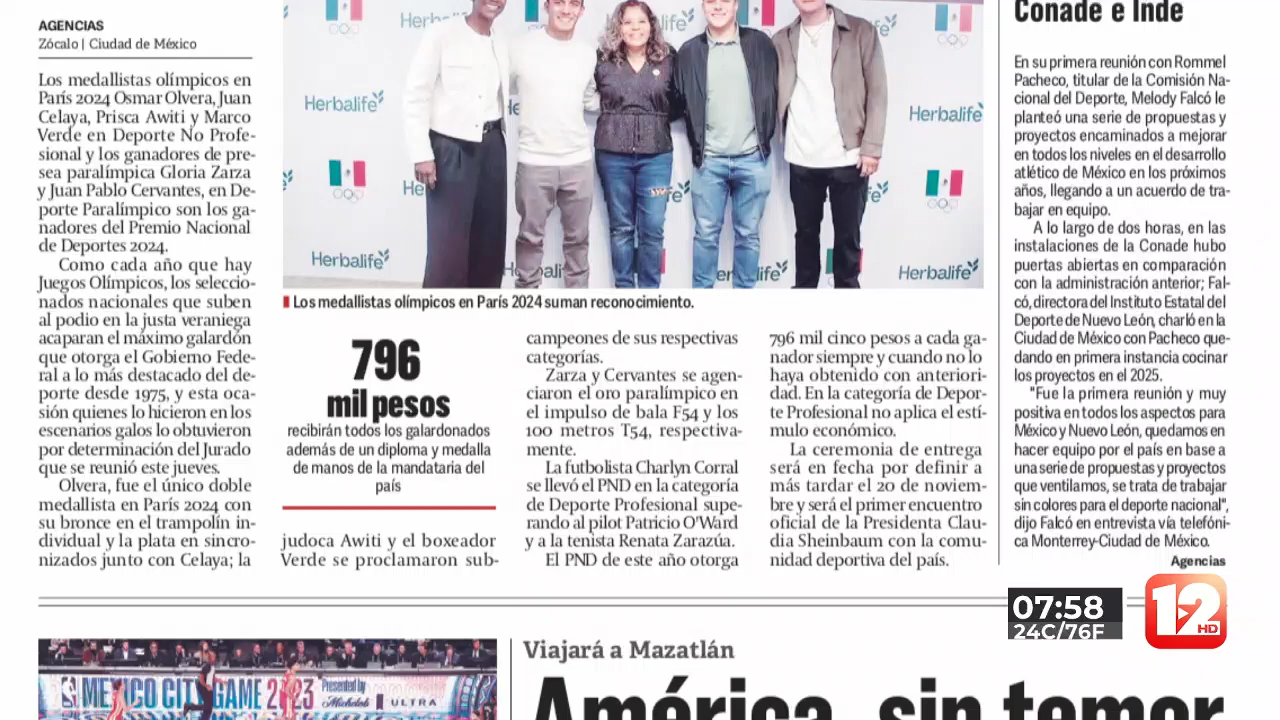 AGENCIAS
Zócalo | Ciudad de México
Los medallistas olímpicos en
París 2024 Osmar Olvera, Juan
Celaya, Prisca Awiti y Marco
Verde en Deporte No Profe-
sional y los ganadores de pre-
sea paralímpica Gloria Zarza
y Juan Pablo Cervantes, en De-
porte Paralímpico son los ga-
nadores del Premio Nacional
de Deportes 2024.
Como cada año que hay
Juegos Olímpicos, los seleccio-
nados nacionales que suben
al podio en la justa veraniega
acaparan el máximo galardón
que otorga el Gobierno Fede-
ral a lo más destacado del de-
porte desde 1975, y esta oca-
sión quienes lo hicieron en los
escenarios galos lo obtuvieron
por determinación del Jurado
que se reunió este jueves.
Olvera, fue el único doble
medallista en París 2024 con
su bronce en el trampolín in-
dividual y la plata en sincro-
nizados junto con Celaya; la
Herbalife
Herbalife
Herbalife
Herbalife
Herbalife
Los medallistas olímpicos en París 2024 suman reconocimiento.
796
mil pesos
recibirán todos los galardonados
además de un diploma y medalla
de manos de la mandataria del
país
judoca Awiti y el boxeador
Verde se proclamaron sub-
campeones de sus respectivas
categorías.
Zarza y Cervantes se agen-
ciaron el oro paralímpico en
el impulso de bala F54 y los
100 metros T54, respectiva-
mente.
La futbolista Charlyn Corral
se llevó el PND en la categoría
de Deporte Profesional supe-
rando al pilot Patricio O'Ward
y a la tenista Renata Zarazúa.
El PND de este año otorga
796 mil cinco pesos a cada ga-
nador siempre y cuando no lo
haya obtenido con anteriori-
dad. En la categoría de Depor-
te Profesional no aplica el estí-
mulo económico.
La ceremonia de entrega
será en fecha por definir a
más tardar el 20 de noviem-
bre y será el primer encuentro
oficial de la Presidenta Clau-
dia Sheinbaum con la comu-
nidad deportiva del país.
Conade e Inde
En su primera reunión con Rommel
Pacheco, titular de la Comisión Na-
cional del Deporte, Melody Falcó le
planteó una serie de propuestas y
proyectos encaminados a mejorar
en todos los niveles en el desarrollo
atlético de México en los próximos
años, llegando a un acuerdo de tra-
bajar en equipo.
A lo largo de dos horas, en las
instalaciones de la Conade hubo
puertas abiertas en comparación
con la administración anterior; Fal-
có, directora del Instituto Estatal del
Deporte de Nuevo León, charló en la
Ciudad de México con Pacheco que-
dando en primera instancia cocinar
los proyectos en el 2025.
"Fue la primera reunión y muy
positiva en todos los aspectos para
México y Nuevo León, quedamos en
hacer equipo por el país en base a
una serie de propuestas y proyectos
que ventilamos, se trata de trabajar
sin colores para el deporte nacional",
dijo Falcó en entrevista vía telefóni-
ca Monterrey-Ciudad de México.
Agencias
07:58
24C/76F
12
HD
NBA MEXICO CITY GAME 2023 Presented by Michelob ULTRA
Viajará a Mazatlán
América, sin temor